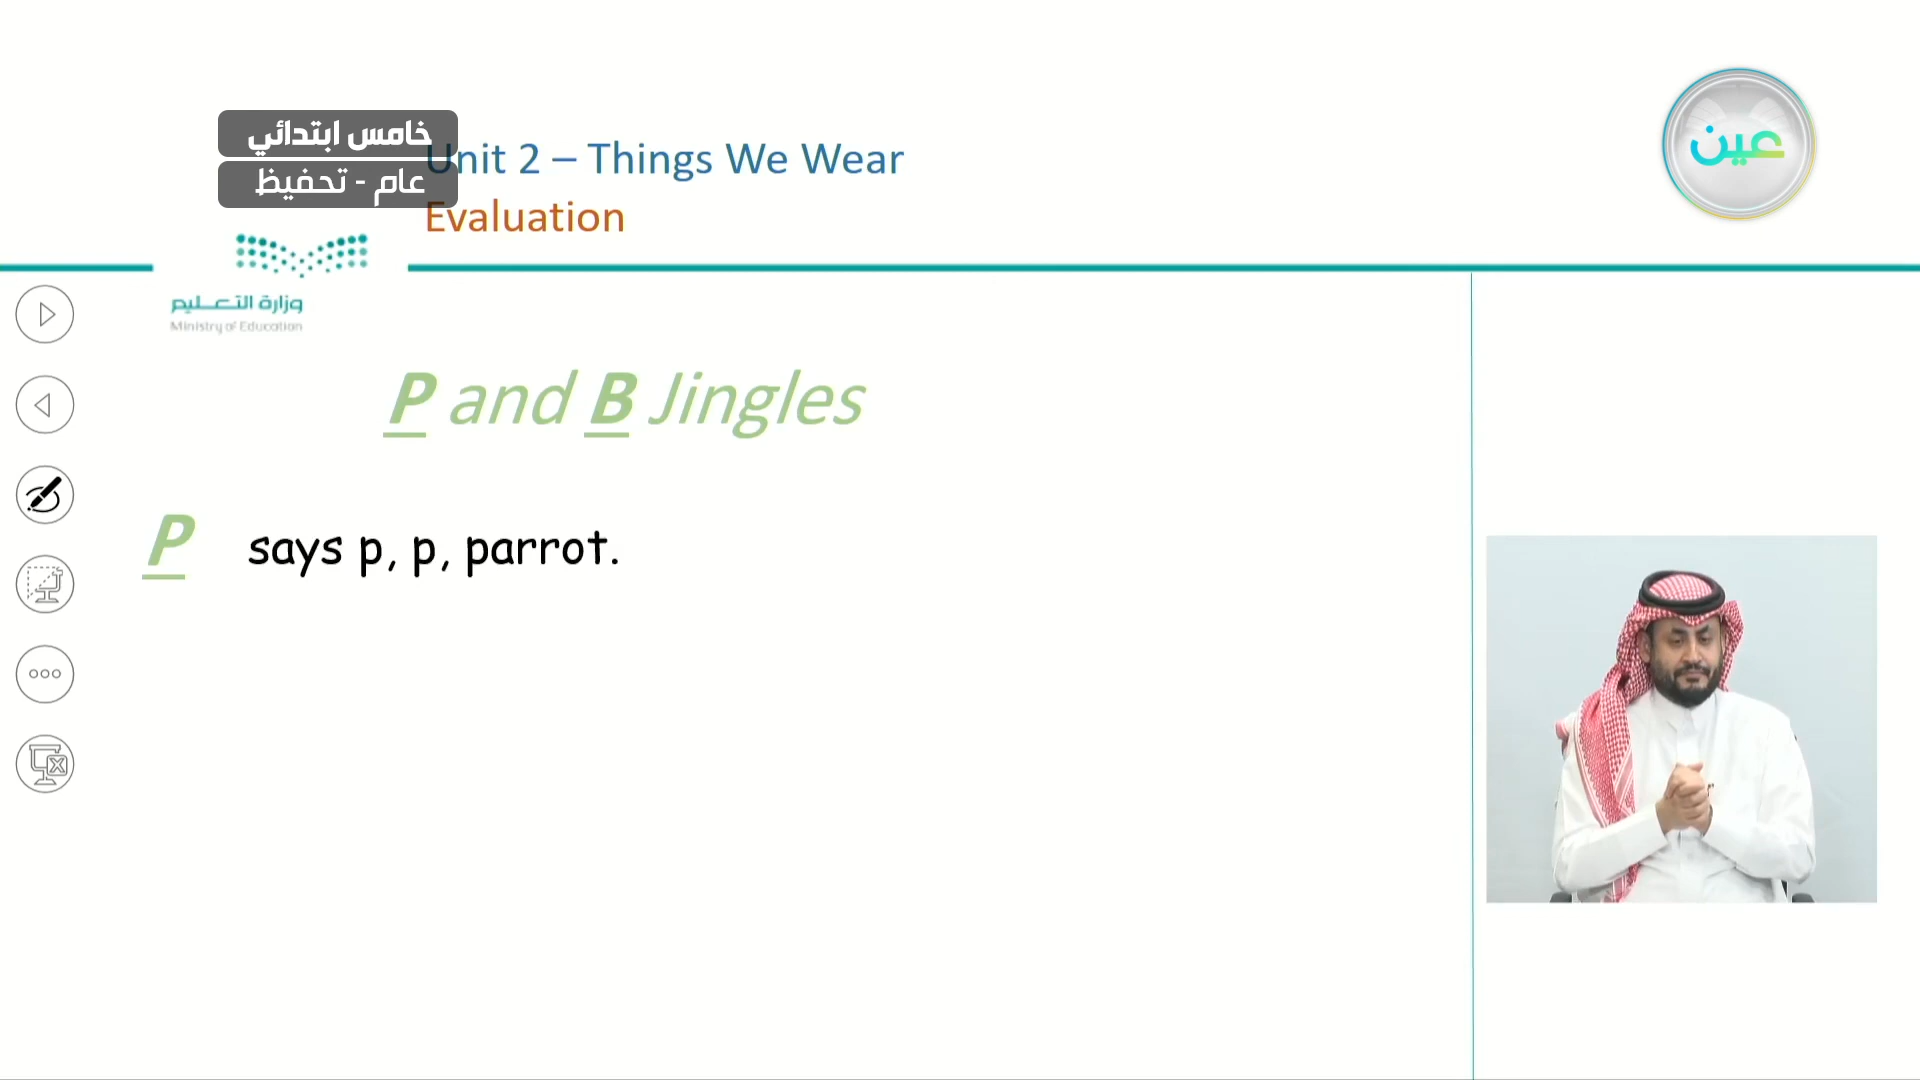 خامس ابتدائي
عام - تحفيظ
Unit 2 – Things We Wear
Evaluation
عين
وزارة التعليم
Ministry of Education
P and B Jingles
P says p, p, parrot.